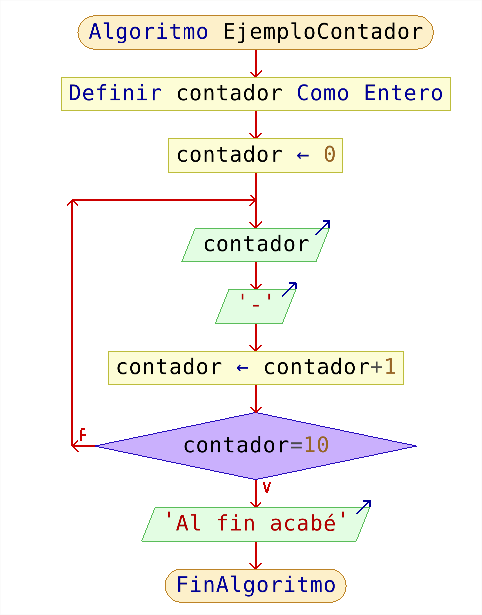 Algoritmo EjemploContador
Definir contador Como Entero
contador ← 0
contador
'-'
contador ← contador+1
contador=10
F
V
'Al fin acabé'
FinAlgoritmo